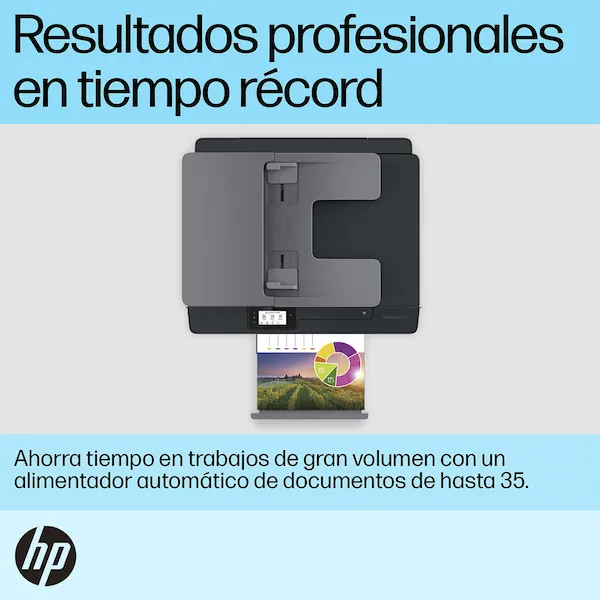 Resultados profesionales
en tiempo récord
Ahorra tiempo en trabajos de gran volumen con un
alimentador automático de documentos de hasta 35.
hp